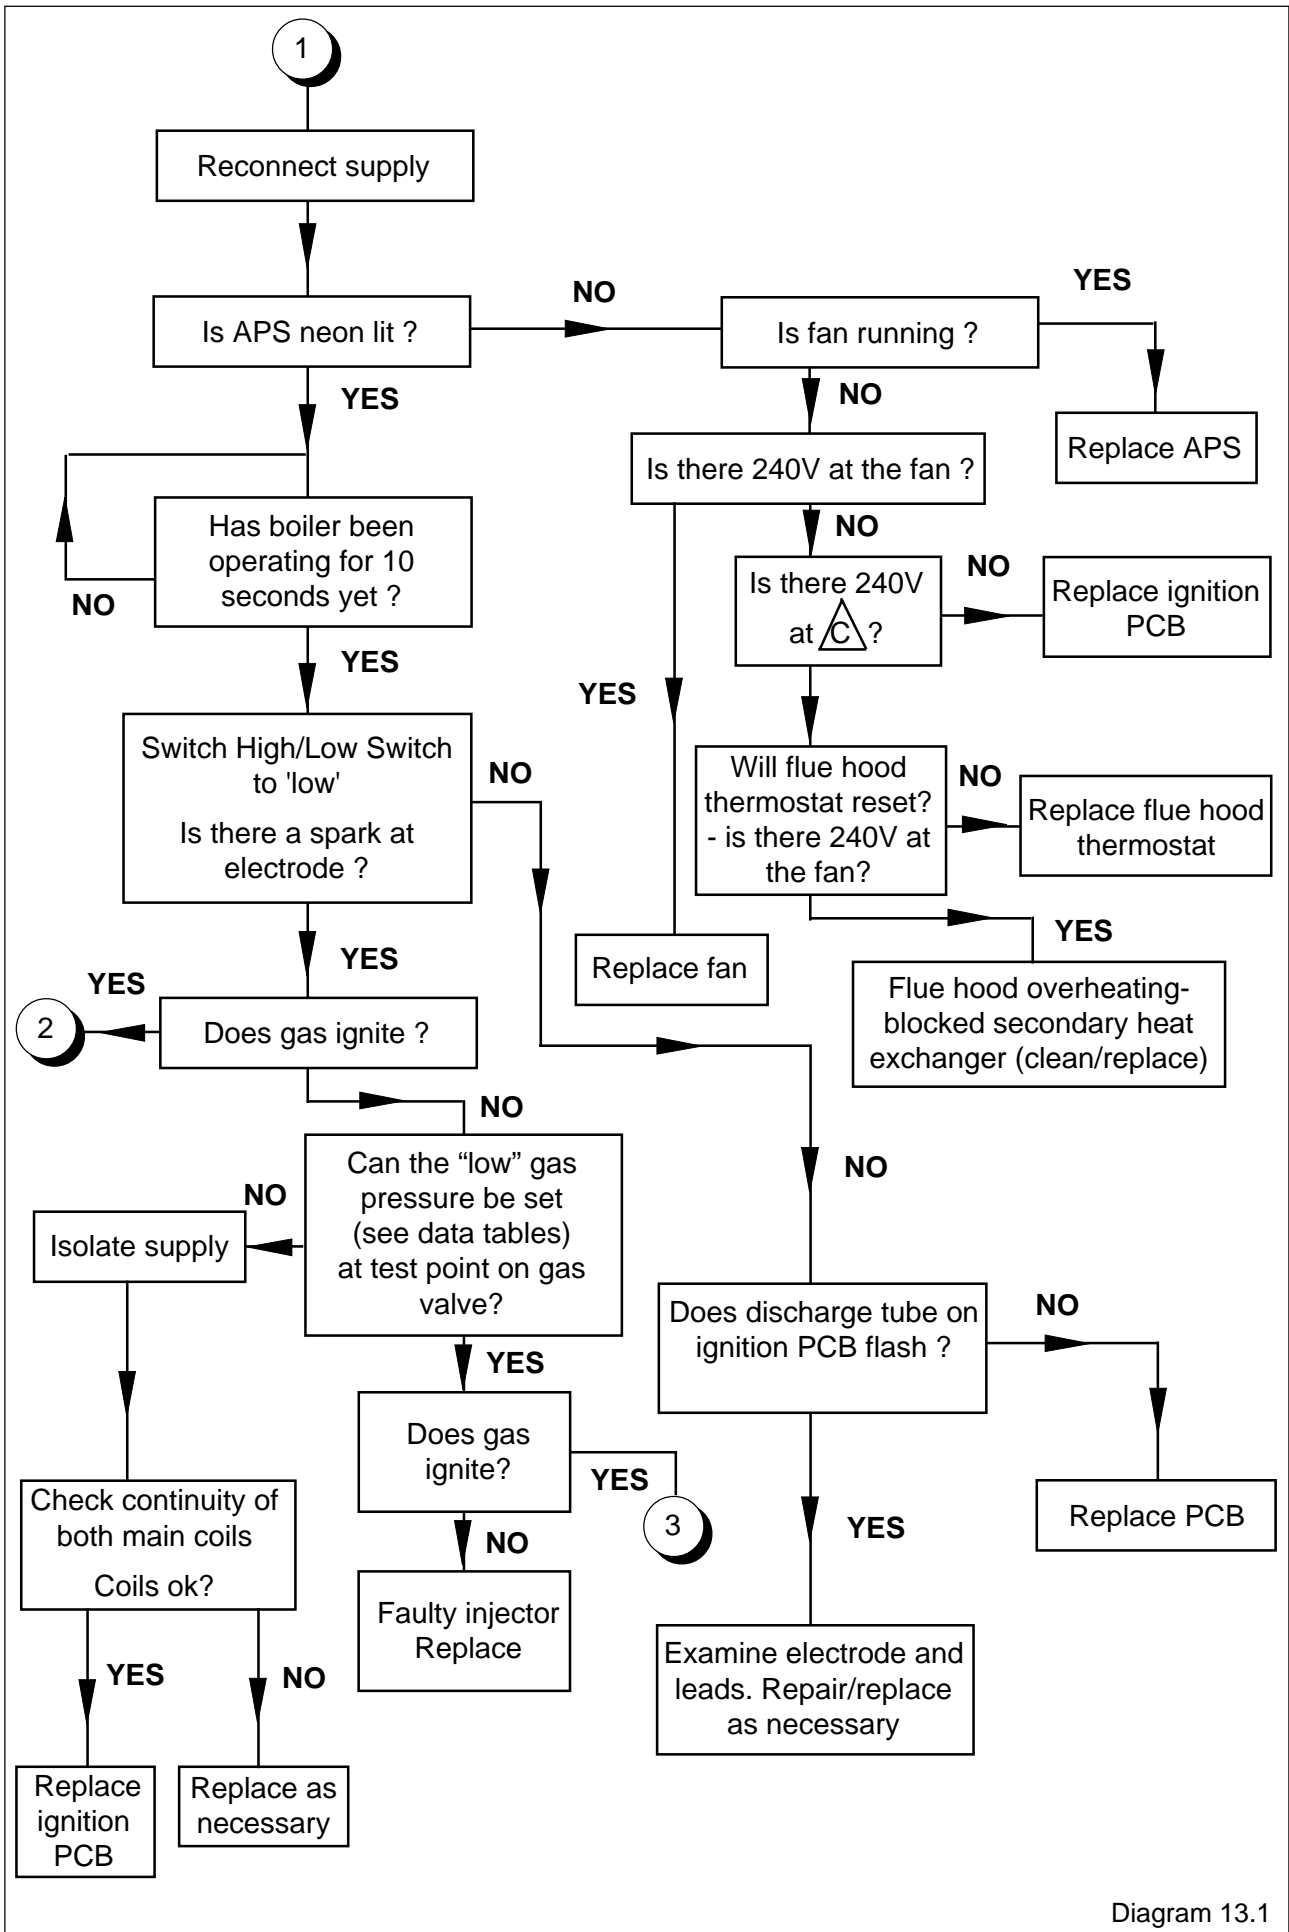 1
Reconnect supply
Is APS neon lit ?
NO
Is fan running ?
YES
Replace APS
YES
NO
Is there 240V at the fan ?
Has boiler been
operating for 10
seconds yet ?
NO
NO
Is there 240V
at C ?
NO
Replace ignition
PCB
YES
YES
Switch High/Low Switch
to 'low'
Is there a spark at
electrode ?
NO
Will flue hood
thermostat reset?
- is there 240V at
the fan?
NO
Replace flue hood
thermostat
YES
Replace fan
YES
Flue hood overheating-
blocked secondary heat
exchanger (clean/replace)
YES
2
Does gas ignite ?
NO
Can the “low” gas
pressure be set
(see data tables)
at test point on gas
valve?
NO
Isolate supply
NO
Does discharge tube on
ignition PCB flash ?
NO
YES
Does gas
ignite?
YES
3
Replace PCB
Check continuity of
both main coils
Coils ok?
NO
YES
Faulty injector
Replace
Examine electrode and
leads. Repair/replace
as necessary
YES
NO
Replace
ignition
PCB
Replace as
necessary
Diagram 13.1